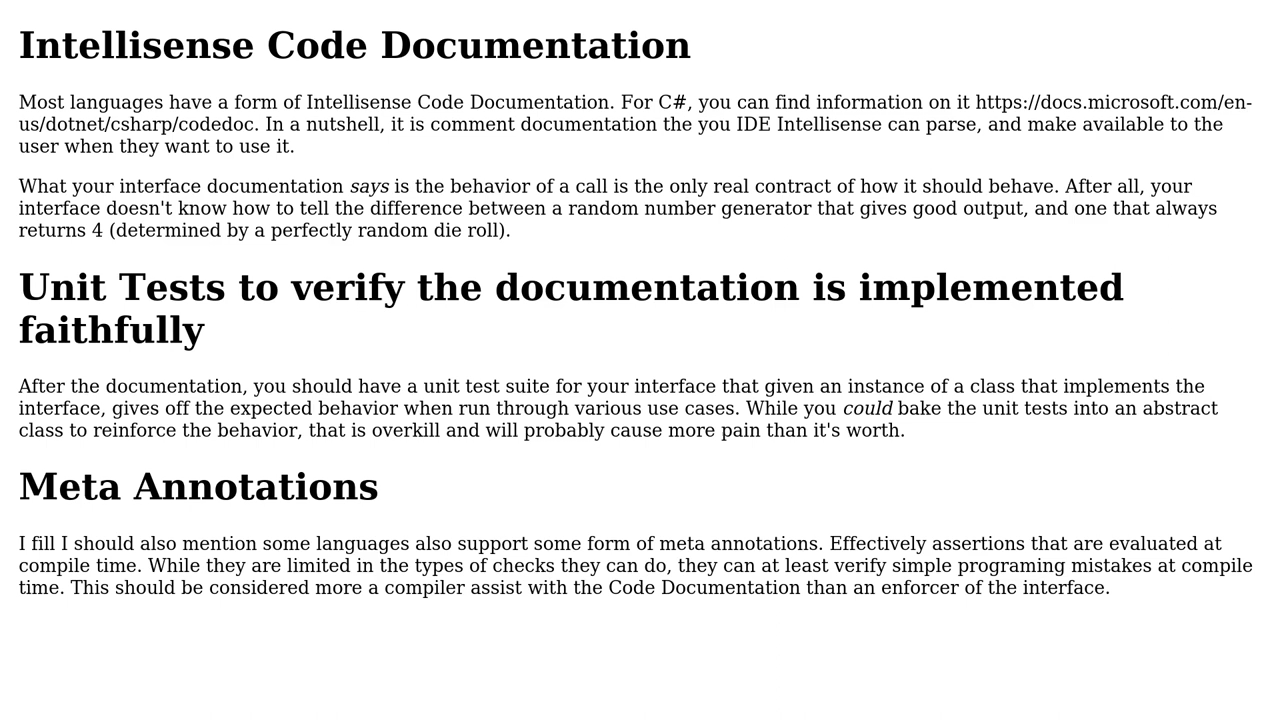 Intellisense Code Documentation
Most languages have a form of Intellisense Code Documentation. For C#, you can find information on it https://docs.microsoft.com/en-
us/dotnet/csharp/codedoc. In a nutshell, it is comment documentation the you IDE Intellisense can parse, and make available to the
user when they want to use it.
What your interface documentation says is the behavior of a call is the only real contract of how it should behave. After all, your
interface doesn't know how to tell the difference between a random number generator that gives good output, and one that always
returns 4 (determined by a perfectly random die roll).
Unit Tests to verify the documentation is implemented
faithfully
After the documentation, you should have a unit test suite for your interface that given an instance of a class that implements the
interface, gives off the expected behavior when run through various use cases. While you could bake the unit tests into an abstract
class to reinforce the behavior, that is overkill and will probably cause more pain than it's worth.
Meta Annotations
I fill I should also mention some languages also support some form of meta annotations. Effectively assertions that are evaluated at
compile time. While they are limited in the types of checks they can do, they can at least verify simple programing mistakes at compile
time. This should be considered more a compiler assist with the Code Documentation than an enforcer of the interface.